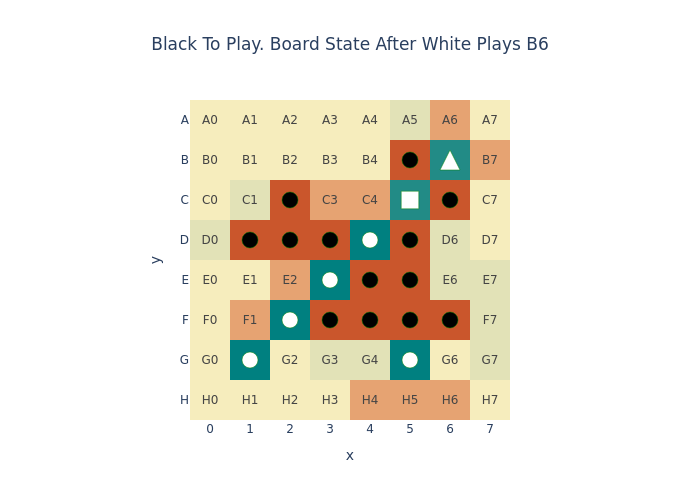 Black To Play. Board State After White Plays B6
A A0 A1 A2 A3 A4 A5 A6 A7
B B0 B1 B2 B3 B4 B7
C C0 C1 C3 C4 C7
D D0 D6 D7
E E0 E1 E2 E6 E7
F F0 F1 F7
G G0 G2 G3 G4 G6 G7
H H0 H1 H2 H3 H4 H5 H6 H7
0 1 2 3 4 5 6 7
x
y